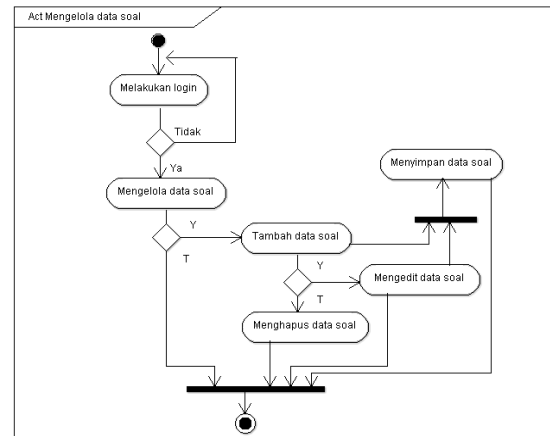 Act Mengelola data soal
Melakukan login
Tidak
Ya
Menyimpan data soal
Mengelola data soal
Y
Tambah data soal
T
Y
Mengedit data soal
T
Menghapus data soal